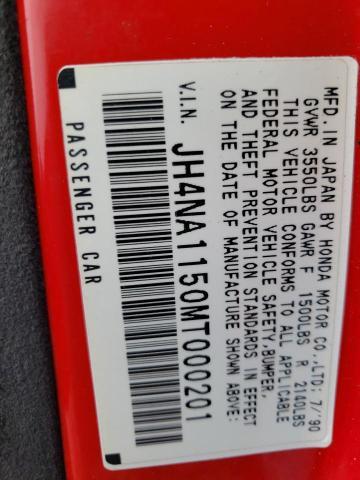 MFD. IN JAPAN BY HONDA MOTOR CO.,LTD: 7/'90
GVWR 3550LBS GAWR F 1500LBS R 2140LBS
THIS VEHICLE CONFORMS TO ALL APPLICABLE
FEDERAL MOTOR VEHICLE SAFETY,BUMPER,
AND THEFT PREVENTION STANDARDS IN EFFECT
ON THE DATE OF MANUFACTURE SHOWN ABOVE:
V.I.N. JH4NA1150MT000201
PASSENGER CAR